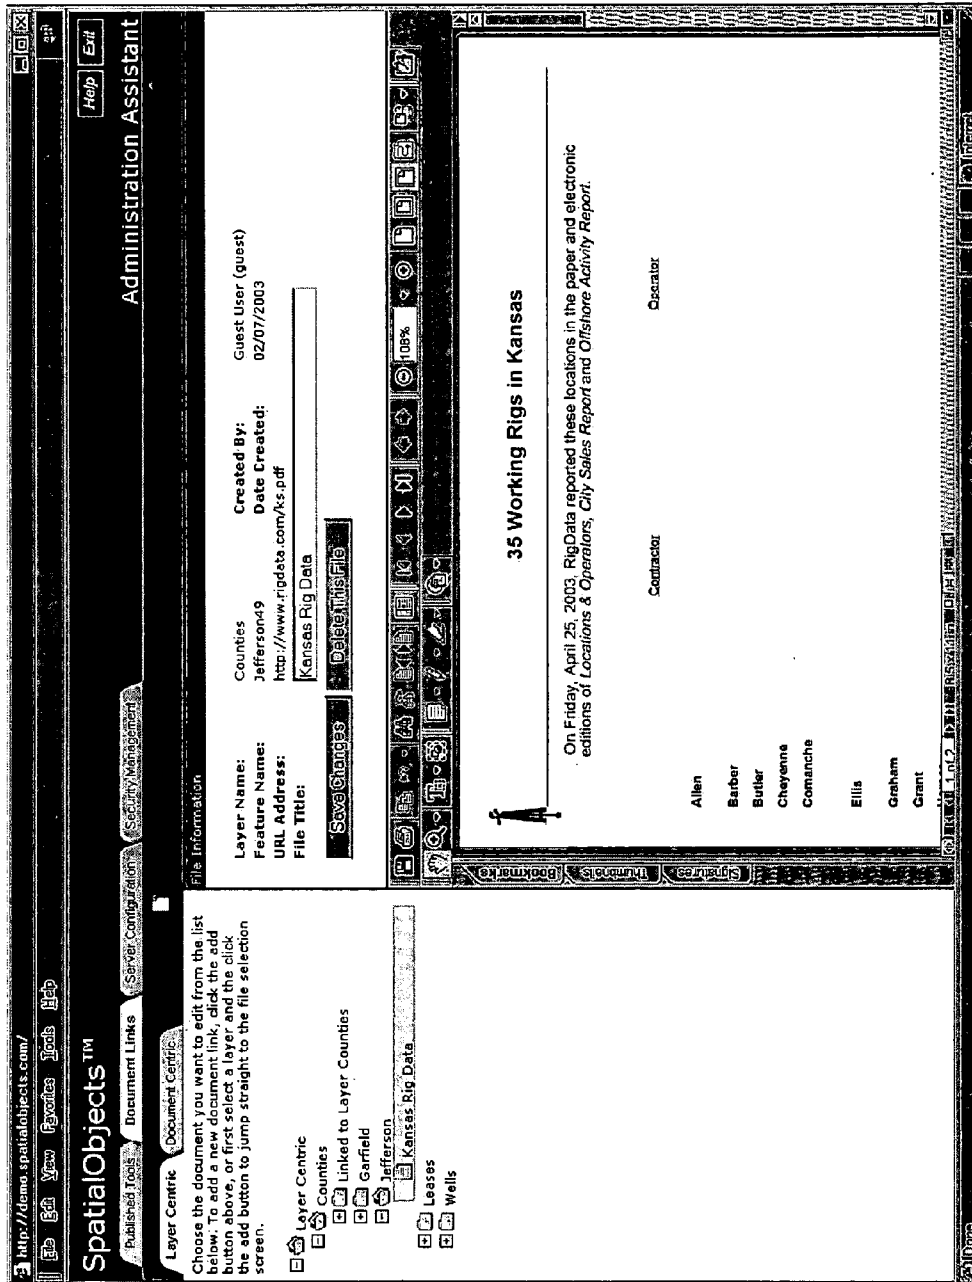 http://demo.spatialobjects.com/
File Edit View Favorites Tools Help
SpatialObjects™
Help Exit
Administration Assistant
Published Tools Document Links Server Configuration Security Management
Layer Centric Document Centric
Choose the document you want to edit from the list
below. To add a new document link, click the add
button above, or first select a layer and the click
the add button to jump straight to the file selection
screen.
Layer Centric
Counties
Linked to Layer Counties
Garfield
Jefferson
Kansas Rig Data
Leases
Wells
File Information
Layer Name: Counties Created By: Guest User (guest)
Feature Name: Jefferson49 Date Created: 02/07/2003
URL Address: http://www.rigdata.com/ks.pdf
File Title: Kansas Rig Data
Save Changes Delete This File
108%
Bookmarks
Thumbnails
Signatures
35 Working Rigs in Kansas
On Friday, April 25, 2003, RigData reported these locations in the paper and electronic
editions of Locations & Operators, City Sales Report and Offshore Activity Report.
Contractor Operator
Allen
Barber
Butler
Cheyenne
Comanche
Ellis
Graham
Grant
1 of 2
Done